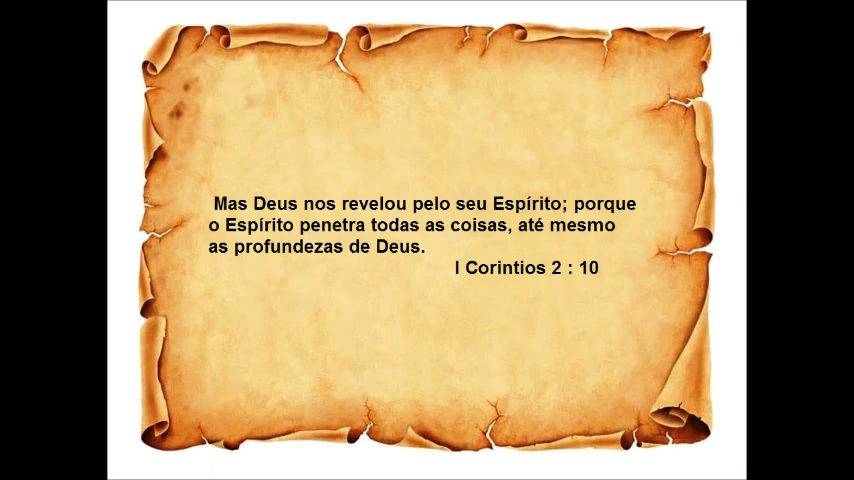 Mas Deus nos revelou pelo seu Espírito; porque
o Espírito penetra todas as coisas, até mesmo
as profundezas de Deus.
I Corintios 2 : 10